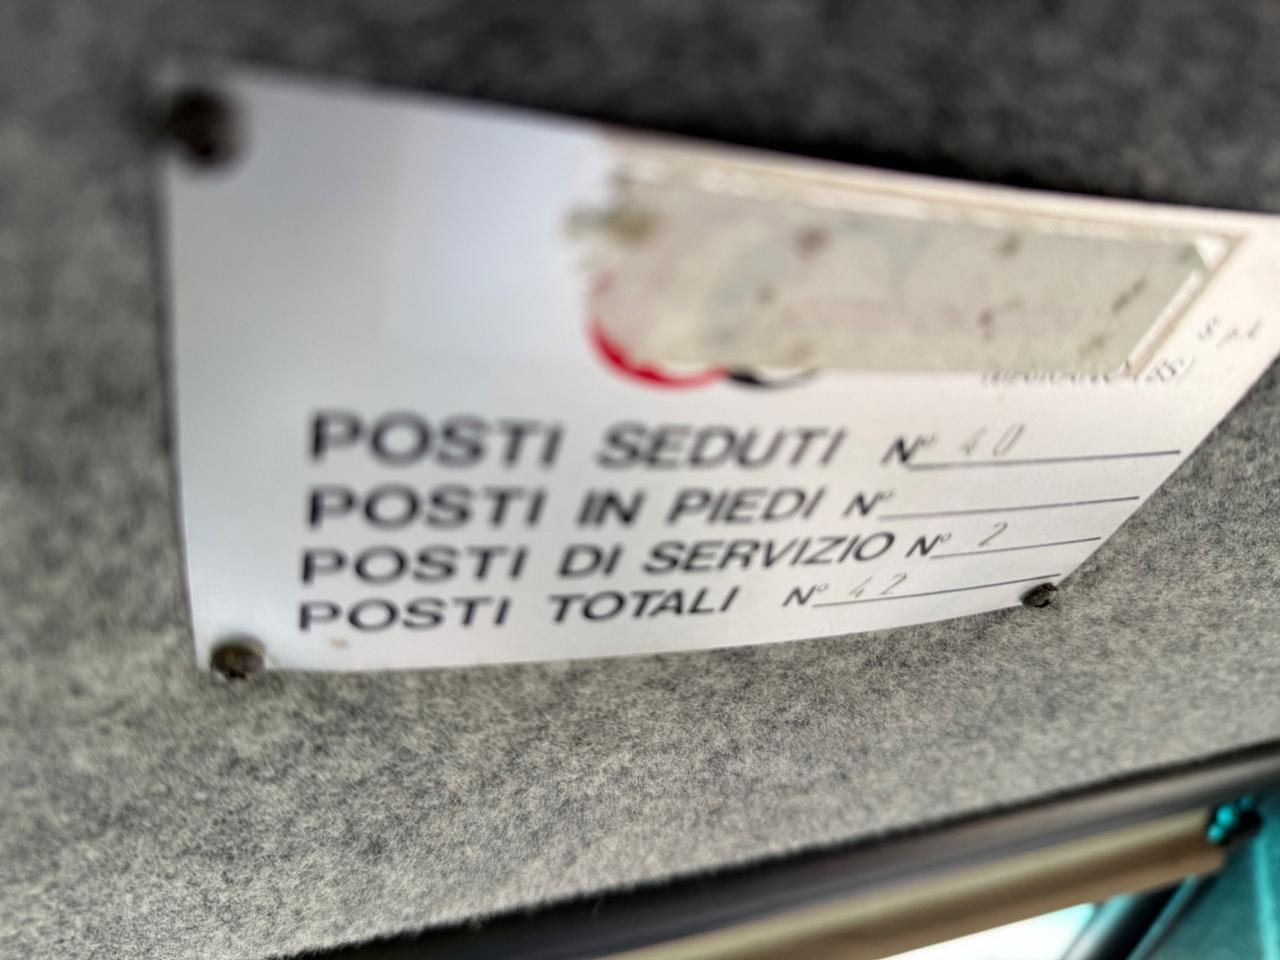 S.p.A.
POSTI SEDUTI N° 40
POSTI IN PIEDI N°
POSTI DI SERVIZIO N° 2
POSTI TOTALI N° 42